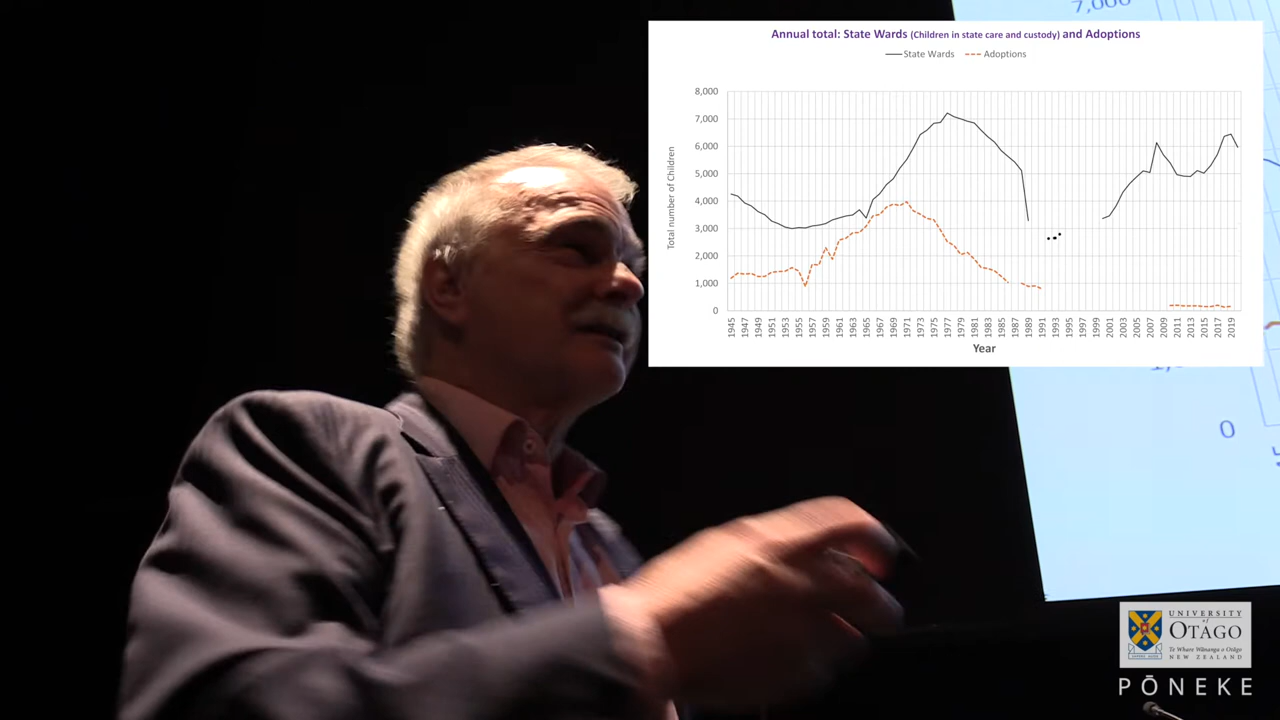 7,000
Annual total: State Wards (Children in state care and custody) and Adoptions
State Wards Adoptions
8,000
7,000
6,000
5,000
4,000
3,000
2,000
1,000
0
Total number of Children
1945 1947 1949 1951 1953 1955 1957 1959 1961 1963 1965 1967 1969 1971 1973 1975 1977 1979 1981 1983 1985 1987 1989 1991 1993 1995 1997 1999 2001 2003 2005 2007 2009 2011 2013 2015 2017 2019
Year
0
UNIVERSITY
of
OTAGO
Te Whare Wānanga o Otāgo
NEW ZEALAND
PŌNEKE